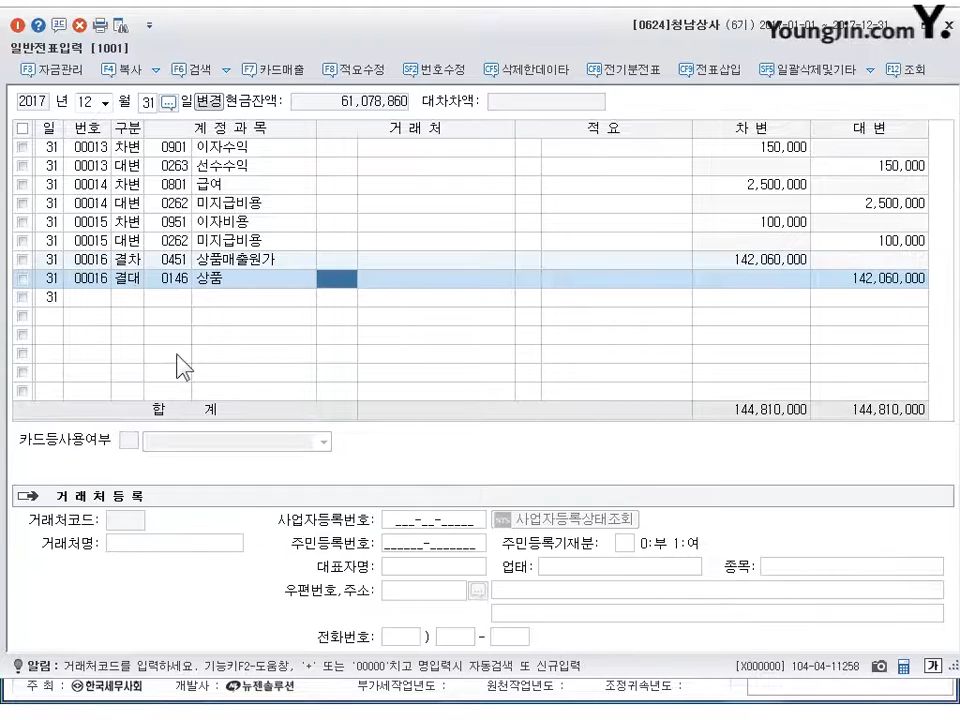 [0624]청남상사 (6기) 2017-01-01 ~ 2017-12-31
YoungJin.com Y.
일반전표입력 [1001]
F3 자금관리 F4 복사 F6 검색 F7 카드매출 F8 적요수정 SF2 번호수정 CF5 삭제한데이타 CF8 전기분전표 CF9 전표삽입 SF5 일괄삭제및기타 F12 조회
2017 년 12 월 31 일 변경 현금잔액: 61,078,860 대차차액:
일 번호 구분 계 정 과 목 거 래 처 적 요 차 변 대 변
31 00013 차변 0901 이자수익 150,000
31 00013 대변 0263 선수수익 150,000
31 00014 차변 0801 급여 2,500,000
31 00014 대변 0262 미지급비용 2,500,000
31 00015 차변 0951 이자비용 100,000
31 00015 대변 0262 미지급비용 100,000
31 00016 결차 0451 상품매출원가 142,060,000
31 00016 결대 0146 상품 142,060,000
31
합 계 144,810,000 144,810,000
카드등사용여부
거 래 처 등 록
거래처코드: 사업자등록번호: ___-__-_____ 사업자등록상태조회
거래처명: 주민등록번호: ______-_______ 주민등록기재분: 0:부 1:여
대표자명: 업태: 종목:
우편번호,주소:
전화번호: ) -
알림 : 거래처코드를 입력하세요. 기능키F2-도움창, '+' 또는 '00000'치고 명입력시 자동검색 또 신규입력 [X000000] 104-04-11258 가
주 최 : 한국세무사회 개발사 : 뉴젠솔루션 부가세작업년도 : 원천작업년도 : 조정귀속년도 :